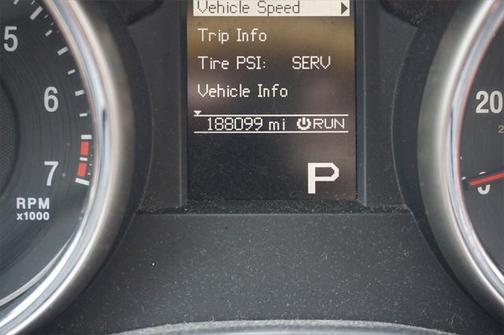 Vehicle Speed
Trip Info
Tire PSI: SERV
Vehicle Info
188099 mi RUN
P
5
6
7
RPM
x1000
20